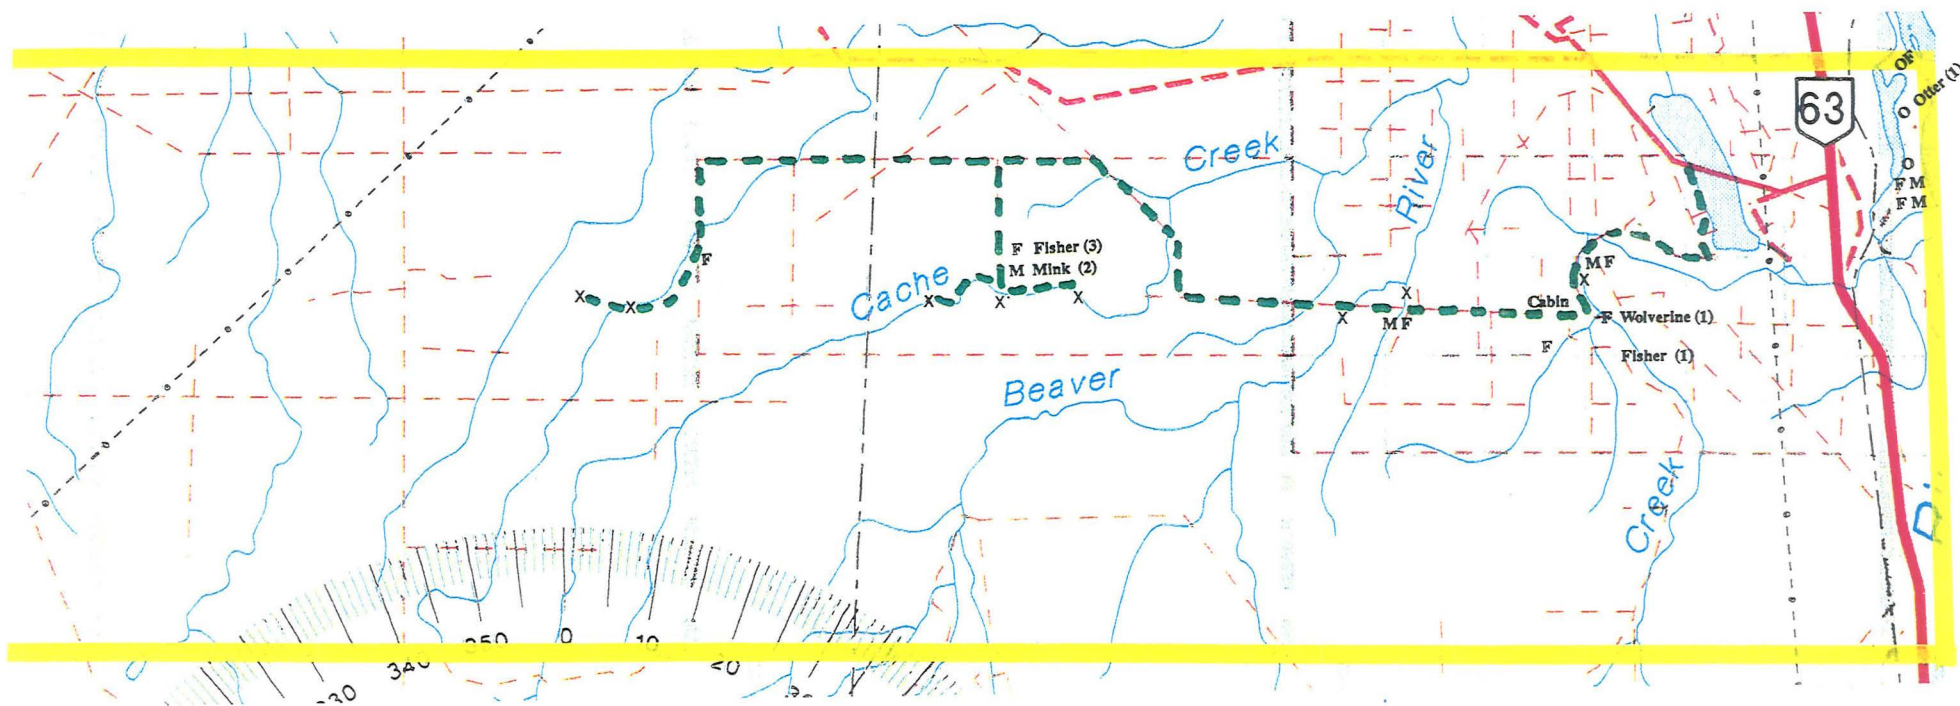 OF
Otter (1)
63
O
Creek
River
O
F M
F M
F Fisher (3)
M Mink (2)
F
M F
Cache
X
X
X
X
X
X
X
X
Cabin
M F
F Wolverine (1)
F
Fisher (1)
Beaver
Creek
0
10
340
20
330